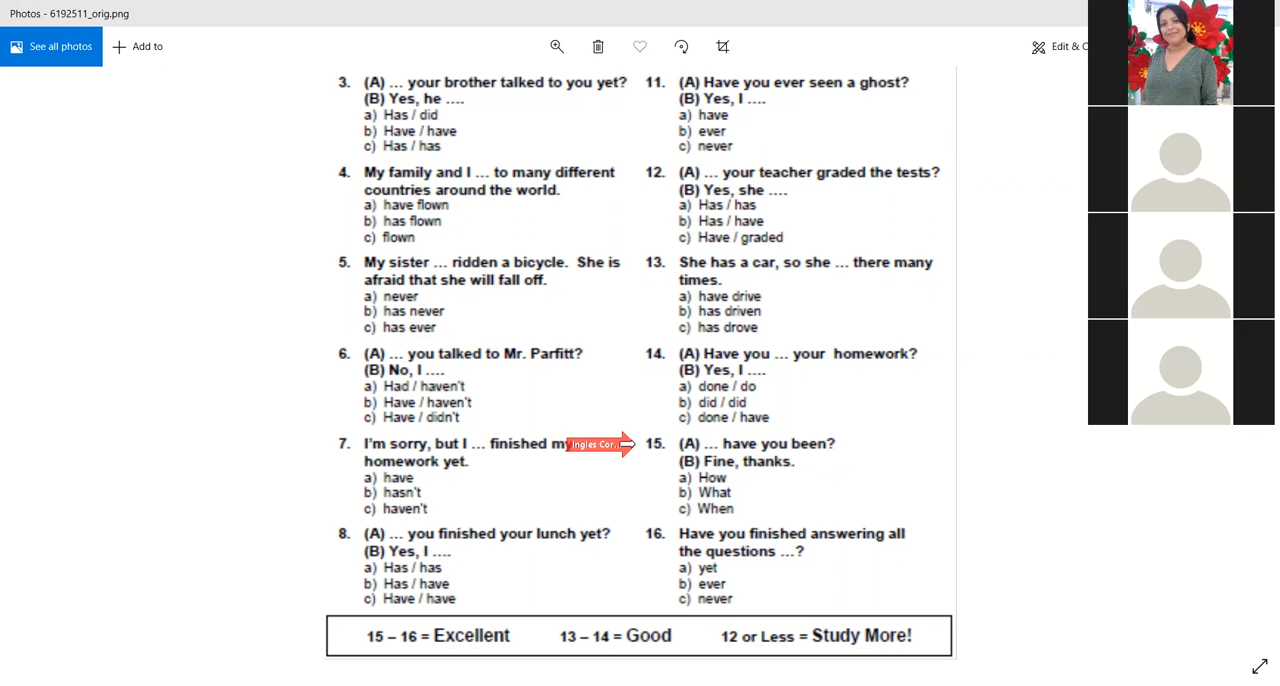 Photos - 6192511_orig.png
See all photos
Add to
Edit & C
3. (A) ... your brother talked to you yet?
(B) Yes, he ....
a) Has / did
b) Have / have
c) Has / has
4. My family and I ... to many different
countries around the world.
a) have flown
b) has flown
c) flown
5. My sister ... ridden a bicycle. She is
afraid that she will fall off.
a) never
b) has never
c) has ever
6. (A) ... you talked to Mr. Parfitt?
(B) No, I ....
a) Had / haven't
b) Have / haven't
c) Have / didn't
7. I'm sorry, but I ... finished my
homework yet.
a) have
b) hasn't
c) haven't
8. (A) ... you finished your lunch yet?
(B) Yes, I ....
a) Has / has
b) Has / have
c) Have / have
Ingles Cor...
11. (A) Have you ever seen a ghost?
(B) Yes, I ....
a) have
b) ever
c) never
12. (A) ... your teacher graded the tests?
(B) Yes, she ....
a) Has / has
b) Has / have
c) Have / graded
13. She has a car, so she ... there many
times.
a) have drive
b) has driven
c) has drove
14. (A) Have you ... your homework?
(B) Yes, I ....
a) done / do
b) did / did
c) done / have
15. (A) ... have you been?
(B) Fine, thanks.
a) How
b) What
c) When
16. Have you finished answering all
the questions ...?
a) yet
b) ever
c) never
15 – 16 = Excellent 13 – 14 = Good 12 or Less = Study More!